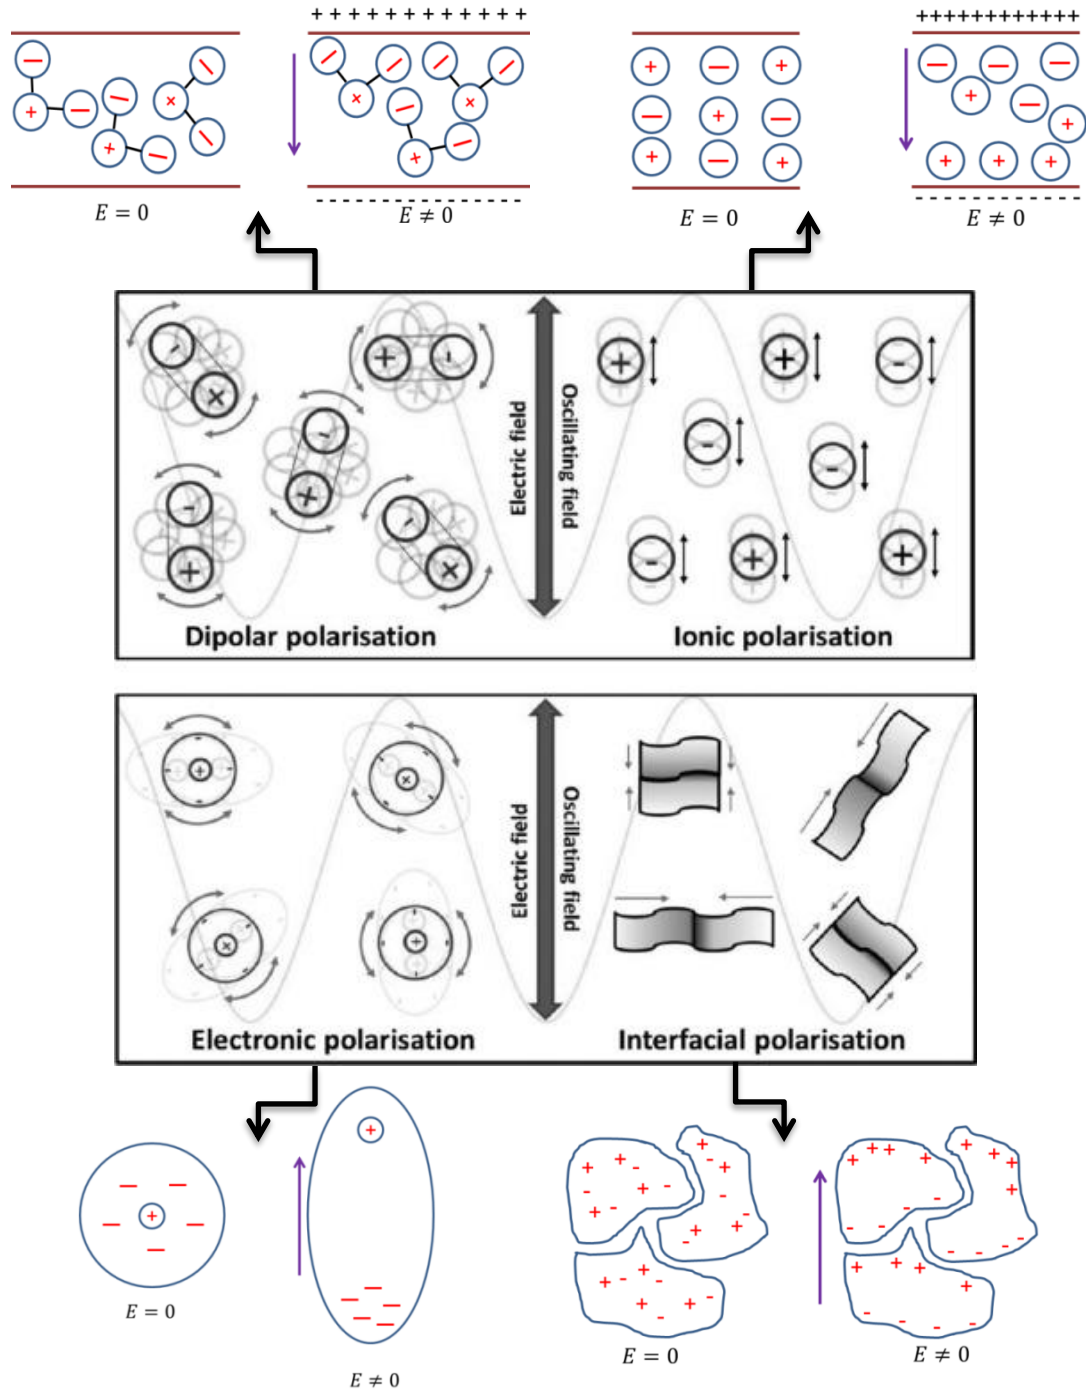 + + + + + + + + + + + +
++++++++++++
E = 0
E ≠ 0
E = 0
E ≠ 0
Electric field
Oscillating field
Dipolar polarisation
Ionic polarisation
Electric field
Oscillating field
Electronic polarisation
Interfacial polarisation
E = 0
E ≠ 0
E = 0
E ≠ 0